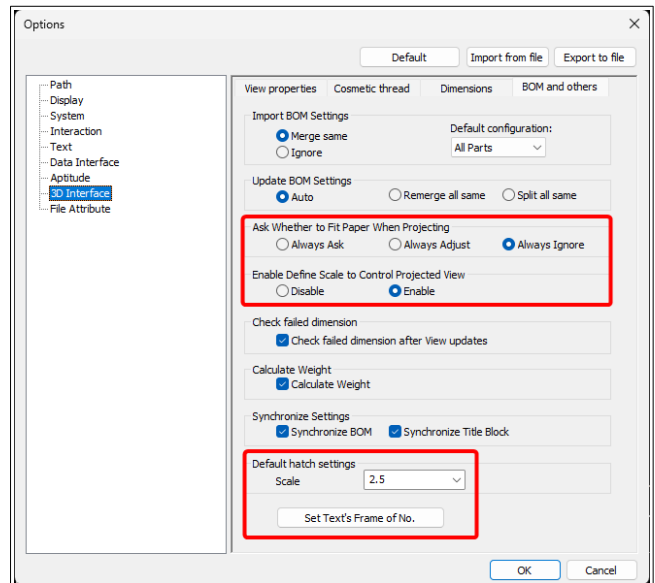 Options
Default Import from file Export to file
Path
Display
System
Interaction
Text
Data Interface
Aptitude
3D Interface
File Attribute
View properties Cosmetic thread Dimensions BOM and others
Import BOM Settings
Merge same
Ignore
Default configuration:
All Parts
Update BOM Settings
Auto Remerge all same Split all same
Ask Whether to Fit Paper When Projecting
Always Ask Always Adjust Always Ignore
Enable Define Scale to Control Projected View
Disable Enable
Check failed dimension
Check failed dimension after View updates
Calculate Weight
Calculate Weight
Synchronize Settings
Synchronize BOM Synchronize Title Block
Default hatch settings
Scale 2.5
Set Text's Frame of No.
OK Cancel